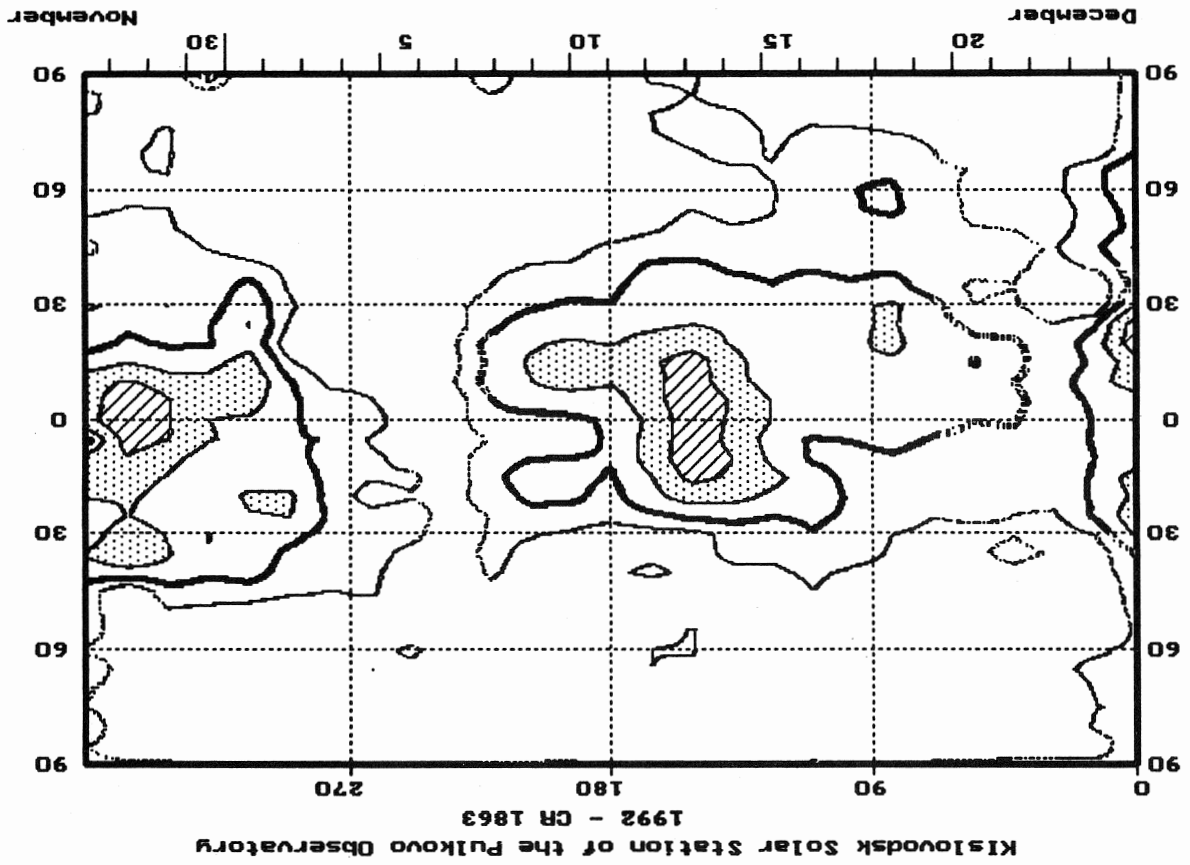 KIslovodsk Solar Station of the Pulkovo Observatory
1992 - CR 1863
0 90 180 270
90 90
60 60
30 30
0 0
30 30
60 60
90 90
20 15 10 5 30
December November